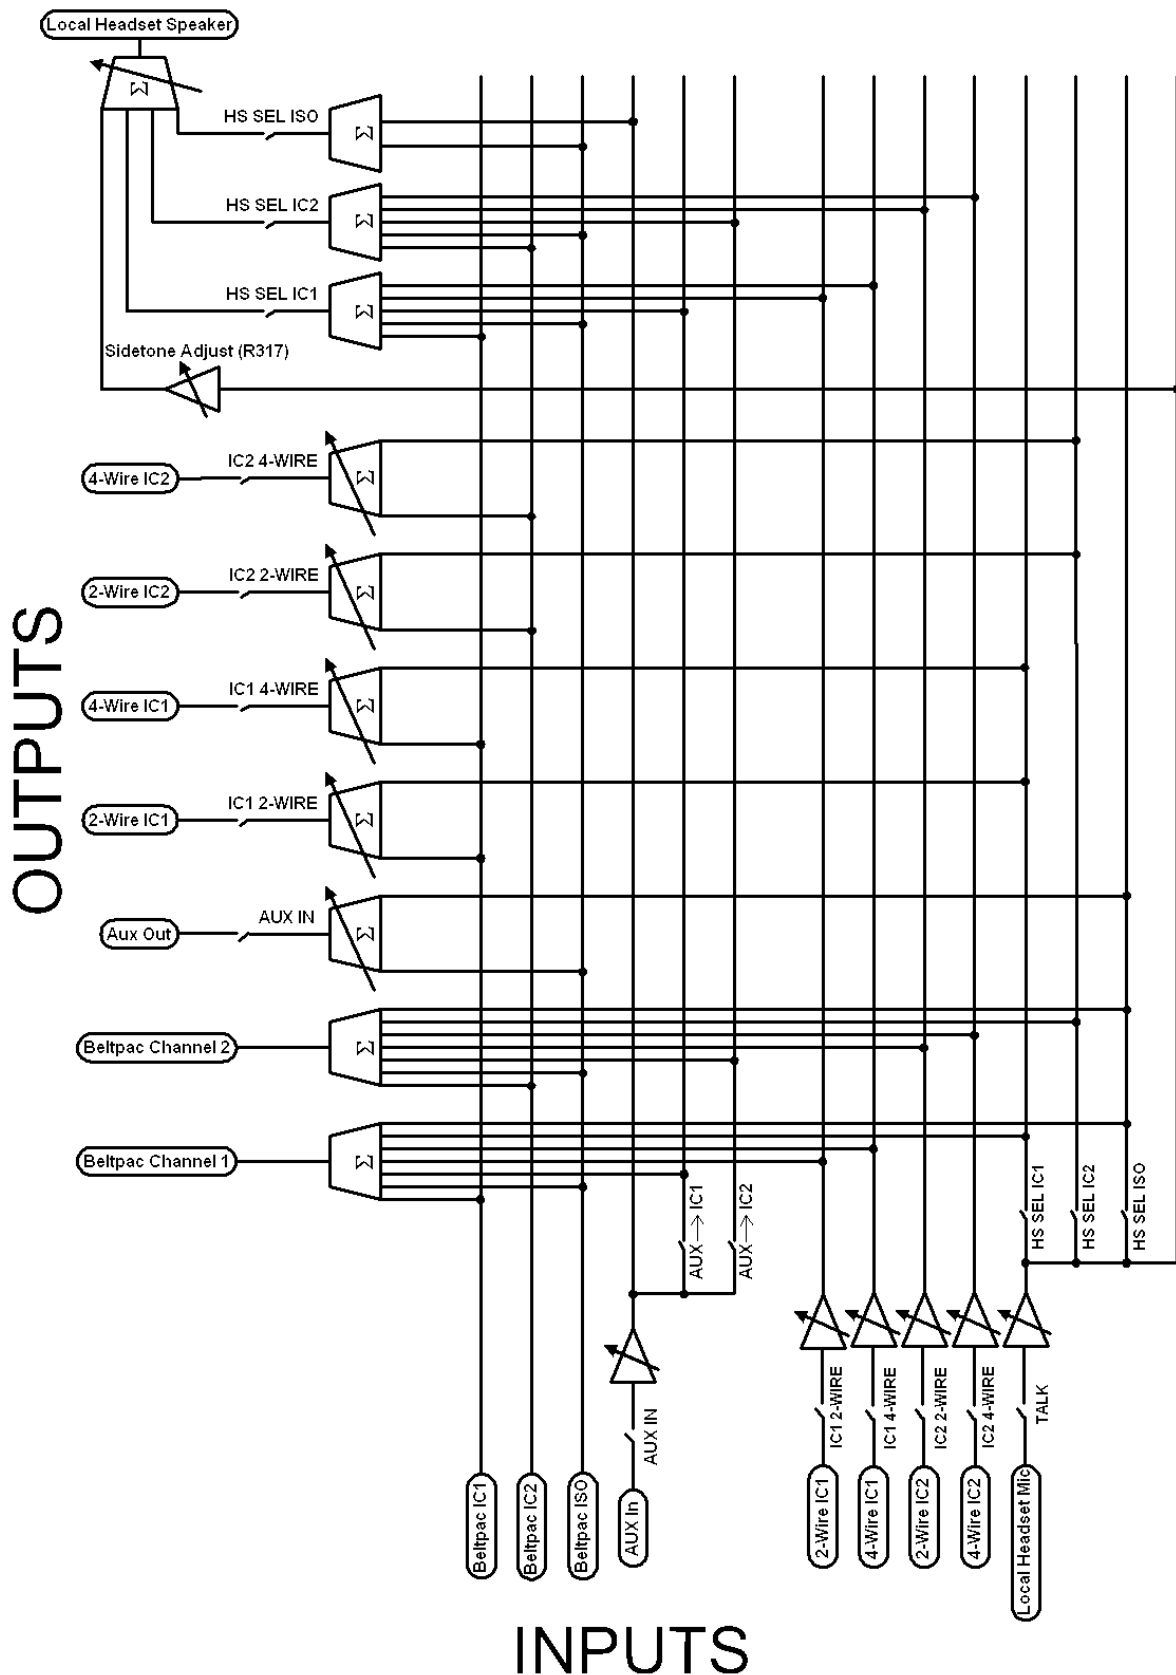 Local Headset Speaker
Σ
HS SEL ISO
Σ
HS SEL IC2
Σ
HS SEL IC1
Σ
Sidetone Adjust (R317)
4-Wire IC2
IC2 4-WIRE
Σ
2-Wire IC2
IC2 2-WIRE
Σ
4-Wire IC1
IC1 4-WIRE
Σ
2-Wire IC1
IC1 2-WIRE
Σ
Aux Out
AUX IN
Σ
Beltpac Channel 2
Σ
Beltpac Channel 1
Σ
OUTPUTS
AUX → IC1
AUX → IC2
HS SEL IC1
HS SEL IC2
HS SEL ISO
AUX IN
IC1 2-WIRE
IC1 4-WIRE
IC2 2-WIRE
IC2 4-WIRE
TALK
Beltpac IC1
Beltpac IC2
Beltpac ISO
AUX In
2-Wire IC1
4-Wire IC1
2-Wire IC2
4-Wire IC2
Local Headset Mic
INPUTS